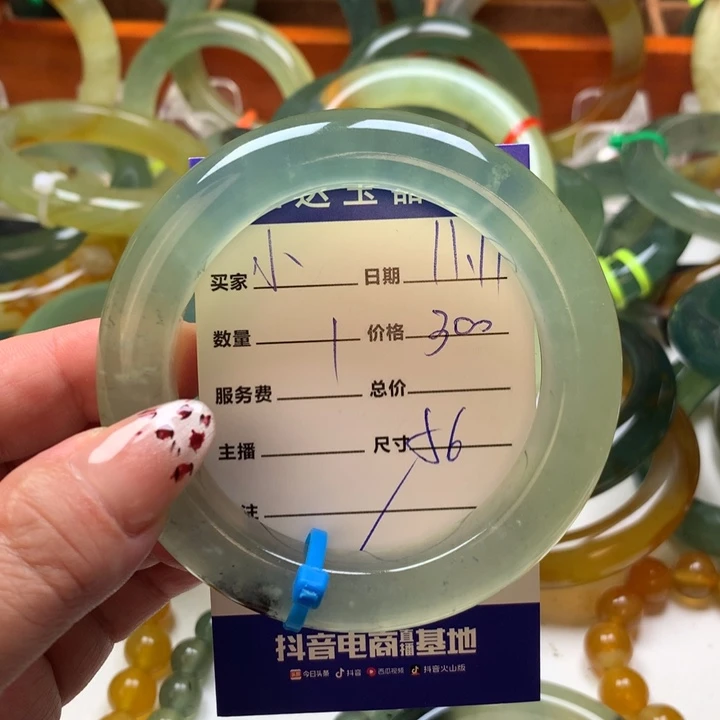 买家 小 日期 11.11
数量 1 价格 300
服务费 总价
主播 尺寸 56
注
抖音电商直播基地
今日头条 抖音 西瓜视频 抖音火山版